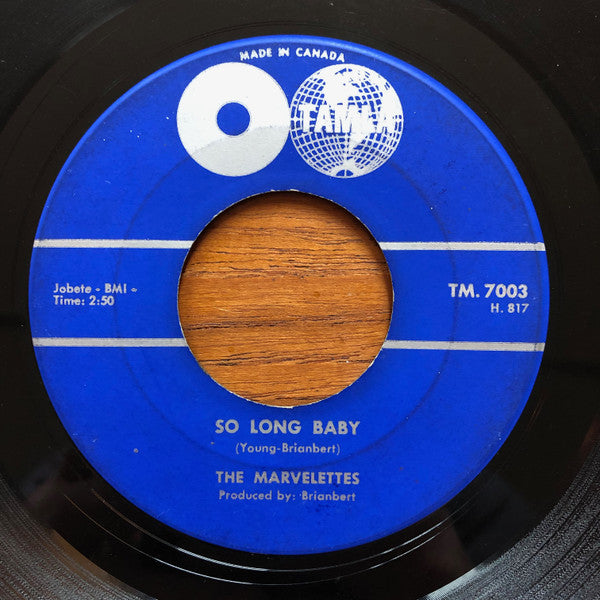 MADE IN CANADA
TAMLA
Jobete - BMI -
Time: 2:50
TM. 7003
H. 817
SO LONG BABY
(Young-Brianbert)
THE MARVELETTES
Produced by: Brianbert